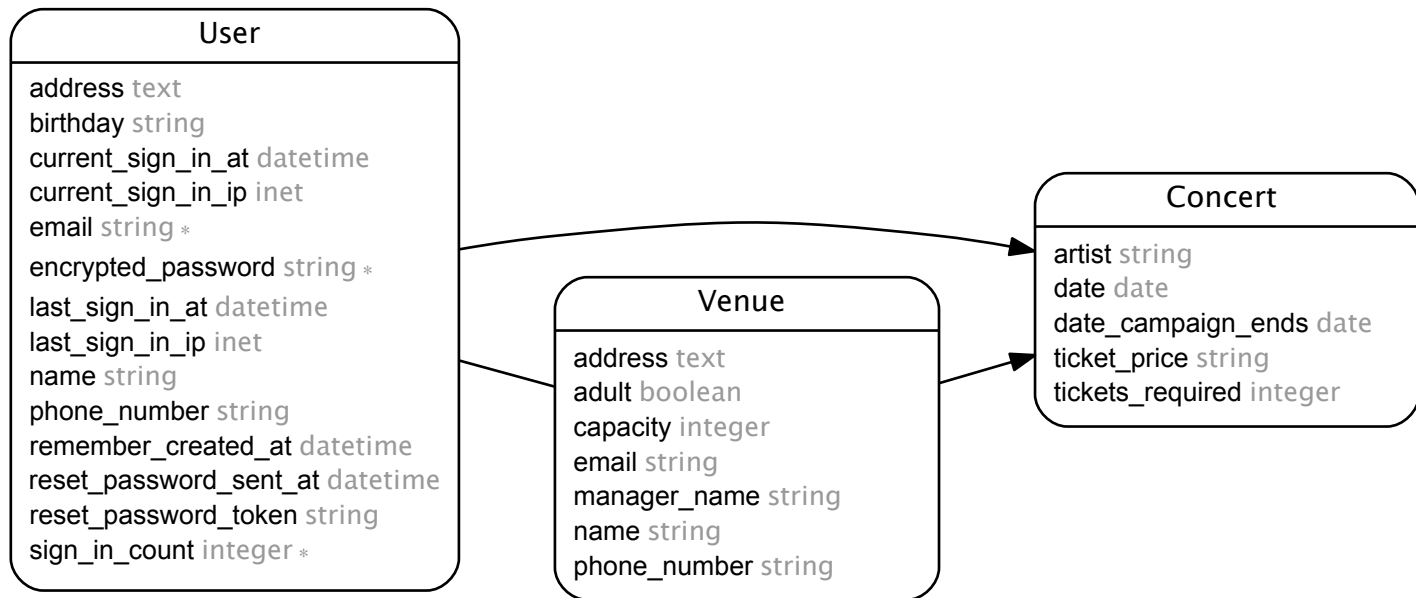 User
address text
birthday string
current_sign_in_at datetime
current_sign_in_ip inet
email string *
encrypted_password string *
last_sign_in_at datetime
last_sign_in_ip inet
name string
phone_number string
remember_created_at datetime
reset_password_sent_at datetime
reset_password_token string
sign_in_count integer *
Venue
address text
adult boolean
capacity integer
email string
manager_name string
name string
phone_number string
Concert
artist string
date date
date_campaign_ends date
ticket_price string
tickets_required integer